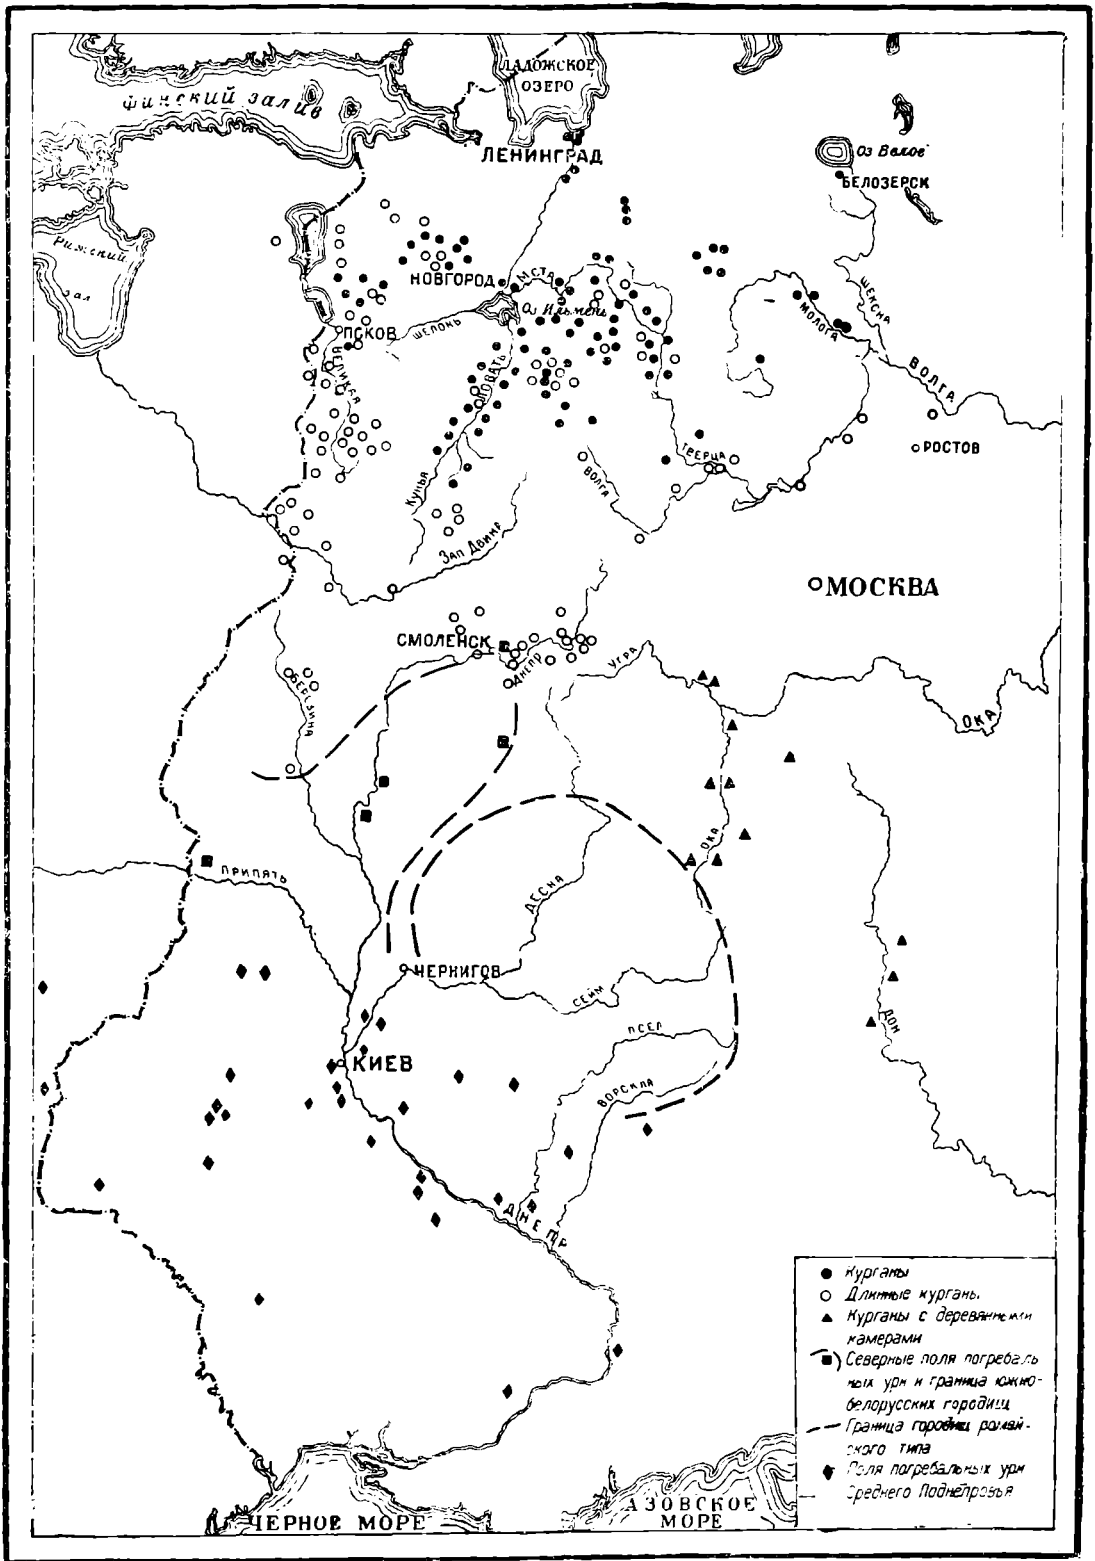 ЛАДОЖСКОЕ
ОЗЕРО
Финский залив
ЛЕНИНГРАД
Оз Белое
БЕЛОЗЕРСК
Рижский
зал
НОВГОРОД
МСТА
Оз Ильмень
ШЕКСНА
МОЛОГА
ПСКОВ
ШЕЛОНЬ
ВЕЛИКАЯ
ЛОВАТЬ
ВОЛГА
РОСТОВ
ТВЕРЦА
Кунья
ВОЛГА
Зап Двина
МОСКВА
СМОЛЕНСК
ДНЕПР
УГРА
БЕРЕЗИНА
ОКА
ОКА
ПРИПЯТЬ
ДЕСНА
ЧЕРНИГОВ
СЕЙМ
ДОН
ПСЕЛ
КИЕВ
ВОРСКЛА
ДНЕПР
Курганы
Длинные курганы
Курганы с деревянными
камерами
Северные поля погребаль
ных урн и граница южно-
белорусских городищ
Граница городищ ромен-
ского типа
Поля погребальных урн
Среднего Поднепровья
ЧЕРНОЕ МОРЕ
АЗОВСКОЕ
МОРЕ